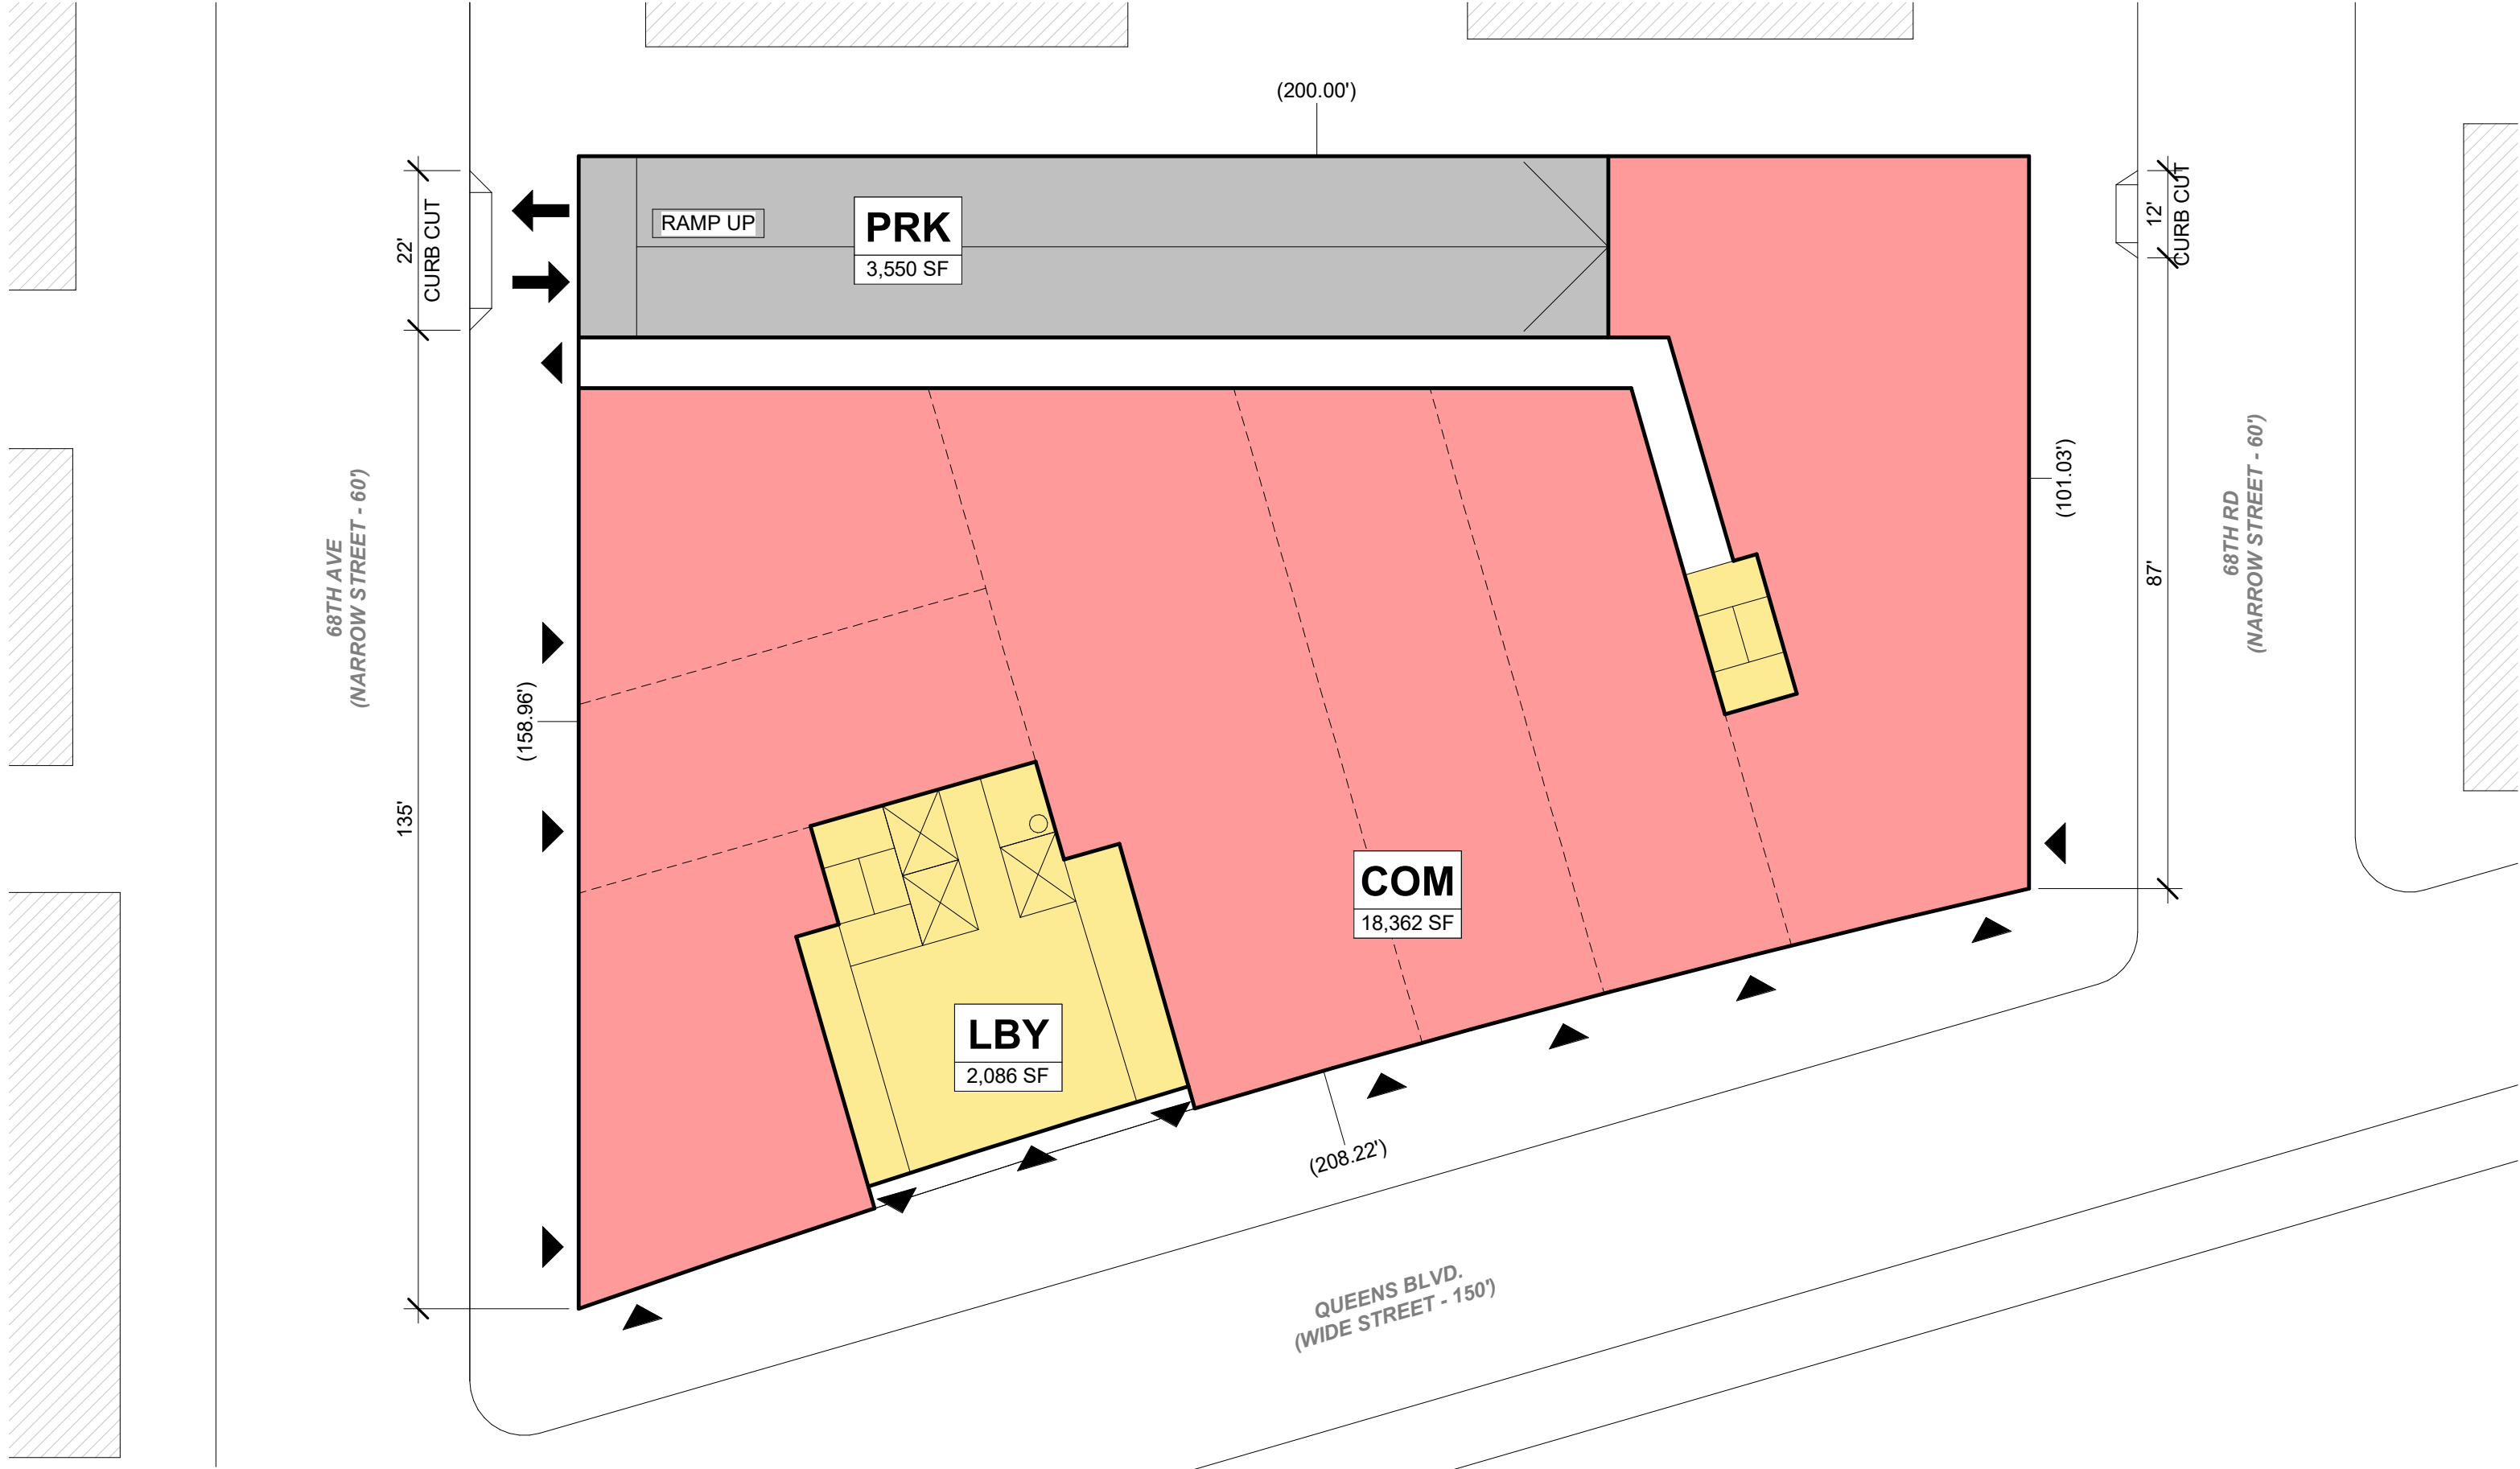 (200.00')
22'
CURB CUT
RAMP UP
PRK
3,550 SF
12'
CURB CUT
68TH AVE
(NARROW STREET - 60')
(158.96')
135'
(101.03')
87'
68TH RD
(NARROW STREET - 60')
COM
18,362 SF
LBY
2,086 SF
(208.22')
QUEENS BLVD.
(WIDE STREET - 150')